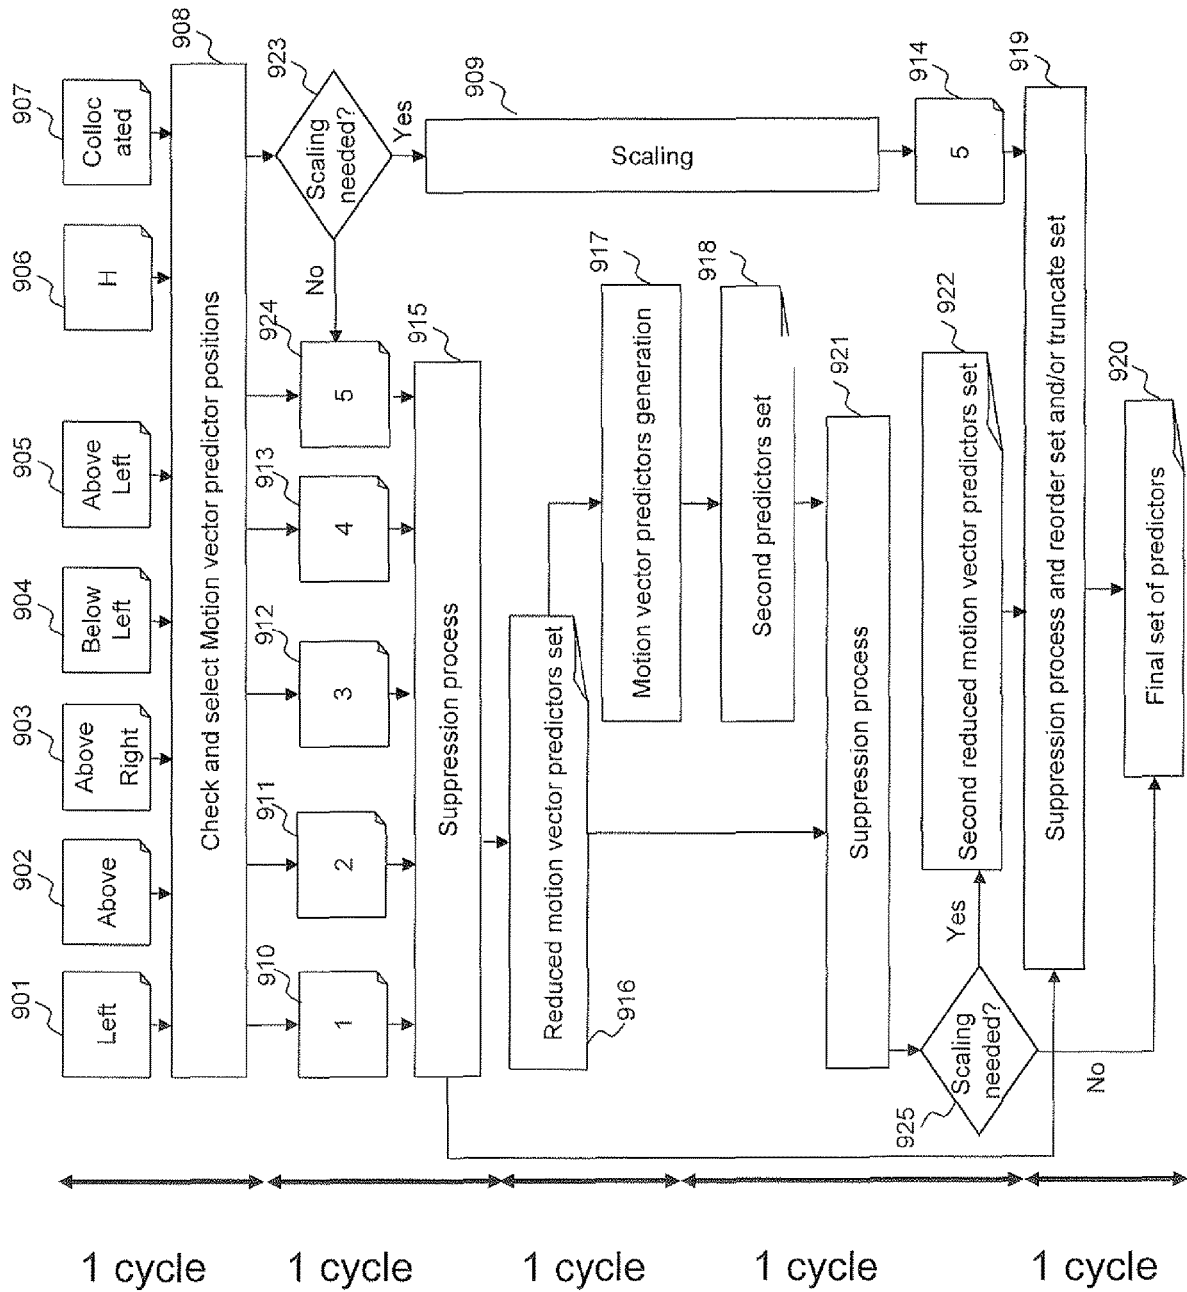 901
Left
902
Above
903
Above
Right
904
Below
Left
905
Above
Left
906
H
907
Colloc
ated
908
Check and select Motion vector predictor positions
1 cycle
910
1
911
2
912
3
913
4
924
5
No
923
Scaling
needed?
Yes
915
Suppression process
909
Scaling
1 cycle
916
Reduced motion vector predictors set
917
Motion vector predictors generation
1 cycle
918
Second predictors set
921
Suppression process
925
Scaling
needed?
Yes
No
922
Second reduced motion vector predictors set
914
5
1 cycle
919
Suppression process and reorder set and/or truncate set
920
Final set of predictors
1 cycle